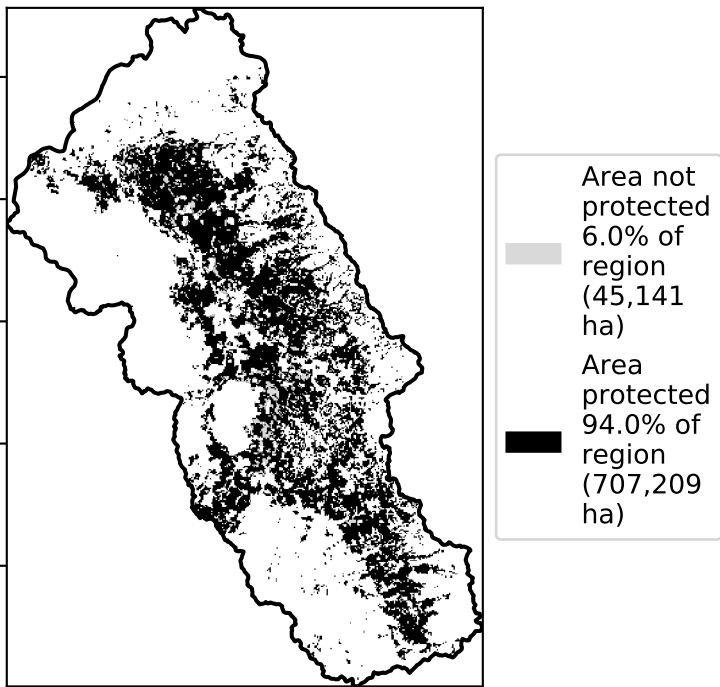 Area not
protected
6.0% of
region
(45,141
ha)
Area
protected
94.0% of
region
(707,209
ha)